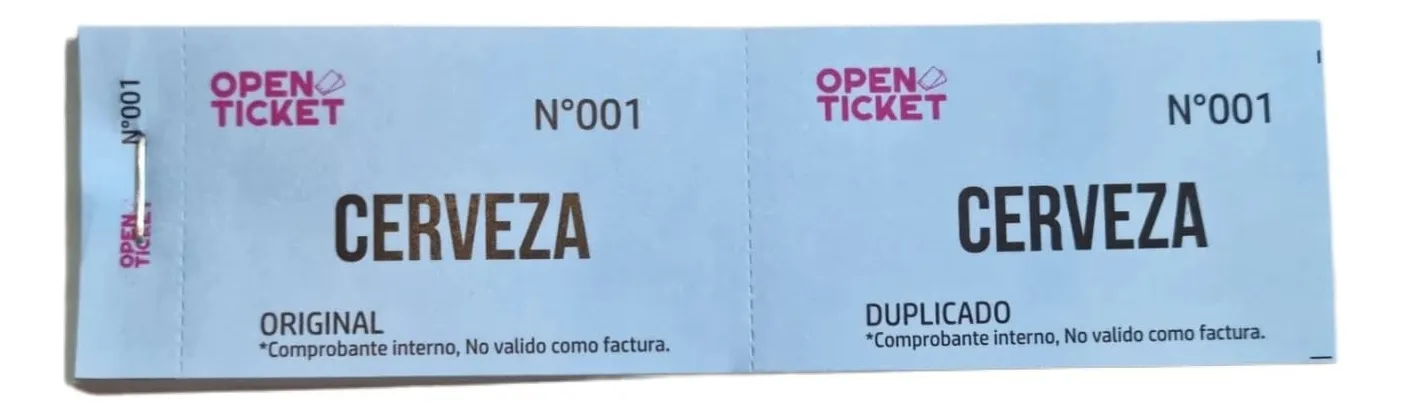 N°001
OPEN
TICKET
OPEN
TICKET
N°001
CERVEZA
ORIGINAL
*Comprobante interno, No valido como factura.
OPEN
TICKET
N°001
CERVEZA
DUPLICADO
*Comprobante interno, No valido como factura.